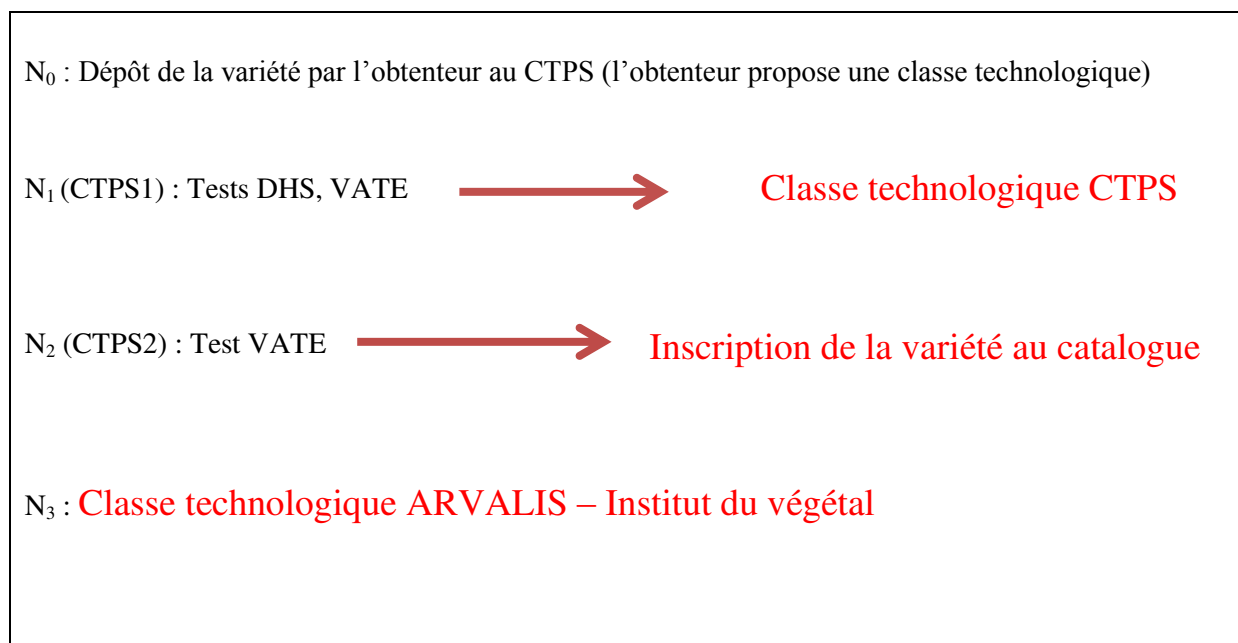 N₀ : Dépôt de la variété par l’obtenteur au CTPS (l’obtenteur propose une classe technologique)
N₁ (CTPS1) : Tests DHS, VATE Classe technologique CTPS
N₂ (CTPS2) : Test VATE Inscription de la variété au catalogue
N₃ : Classe technologique ARVALIS – Institut du végétal